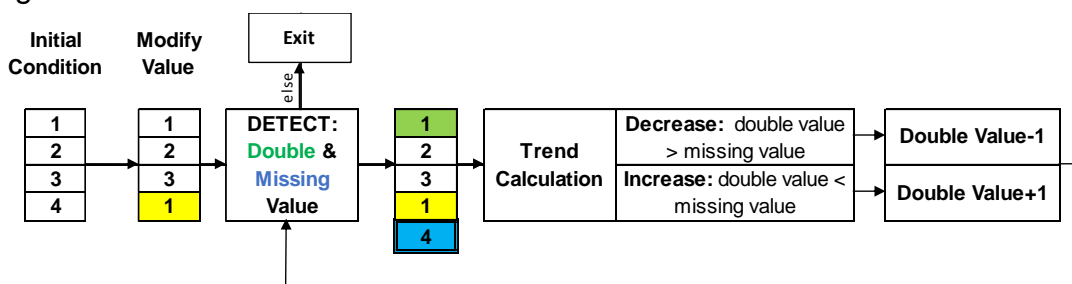 Initial
Condition
Modify
Value
Exit
else
1
2
3
4
1
2
3
1
DETECT:
Double &
Missing
Value
1
2
3
1
4
Trend
Calculation
Decrease: double value
> missing value
Increase: double value <
missing value
Double Value-1
Double Value+1